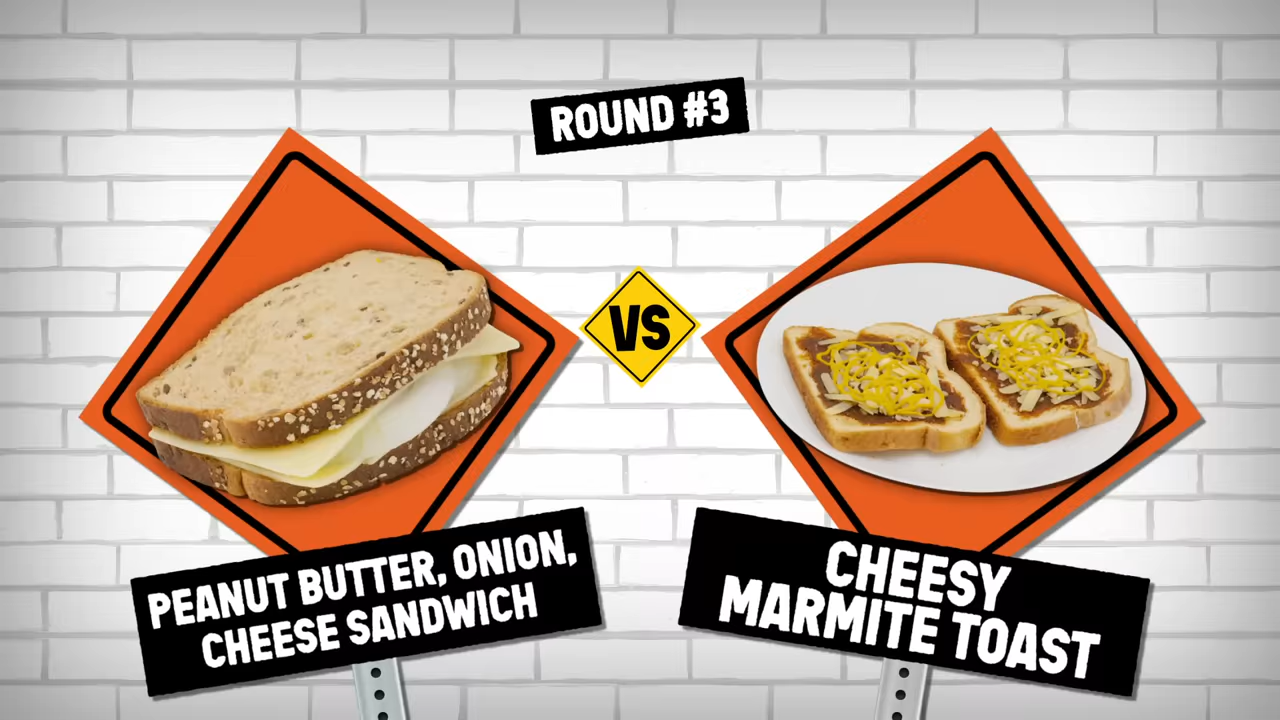 ROUND #3
VS
PEANUT BUTTER, ONION,
CHEESE SANDWICH
CHEESY
MARMITE TOAST